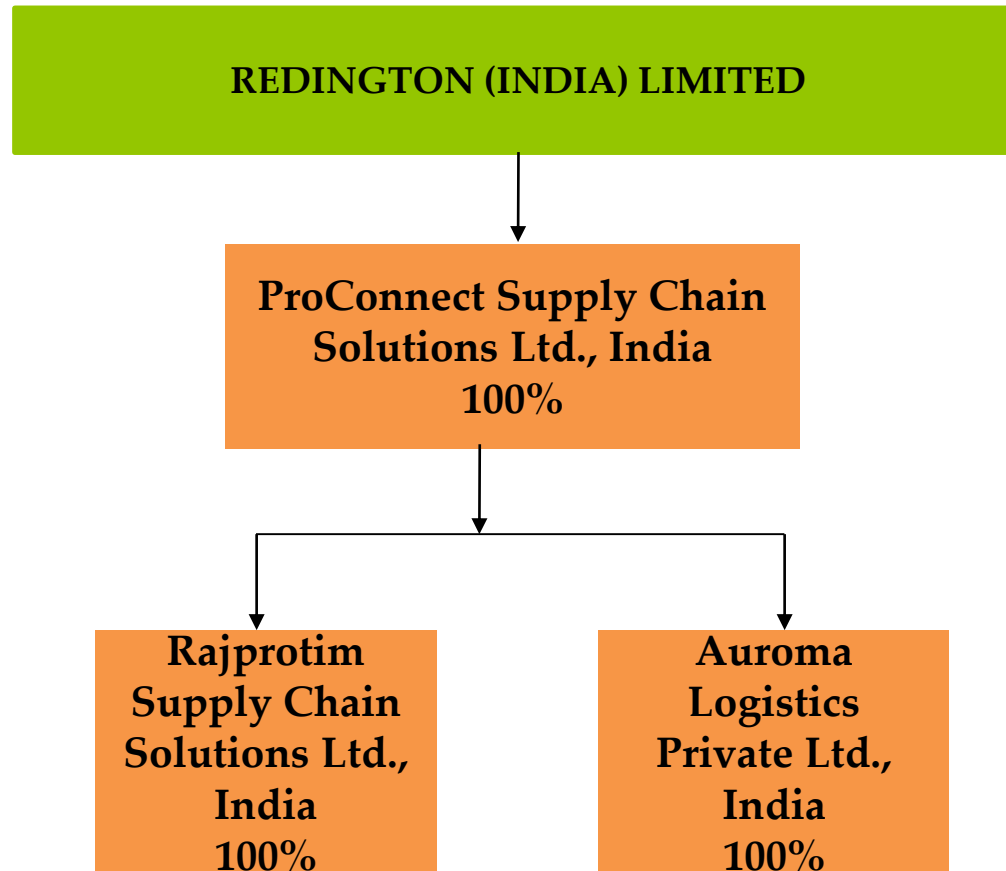 REDINGTON (INDIA) LIMITED
ProConnect Supply Chain
Solutions Ltd., India
100%
Rajprotim
Supply Chain
Solutions Ltd.,
India
100%
Auroma
Logistics
Private Ltd.,
India
100%